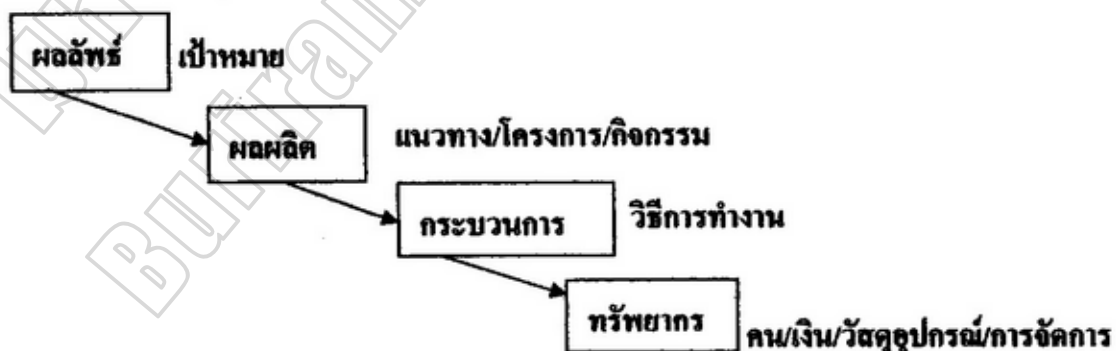 ผลลัพธ์ เป้าหมาย
ผลผลิต แนวทาง/โครงการ/กิจกรรม
กระบวนการ วิธีการทำงาน
ทรัพยากร คน/เงิน/วัสดุอุปกรณ์/การจัดการ